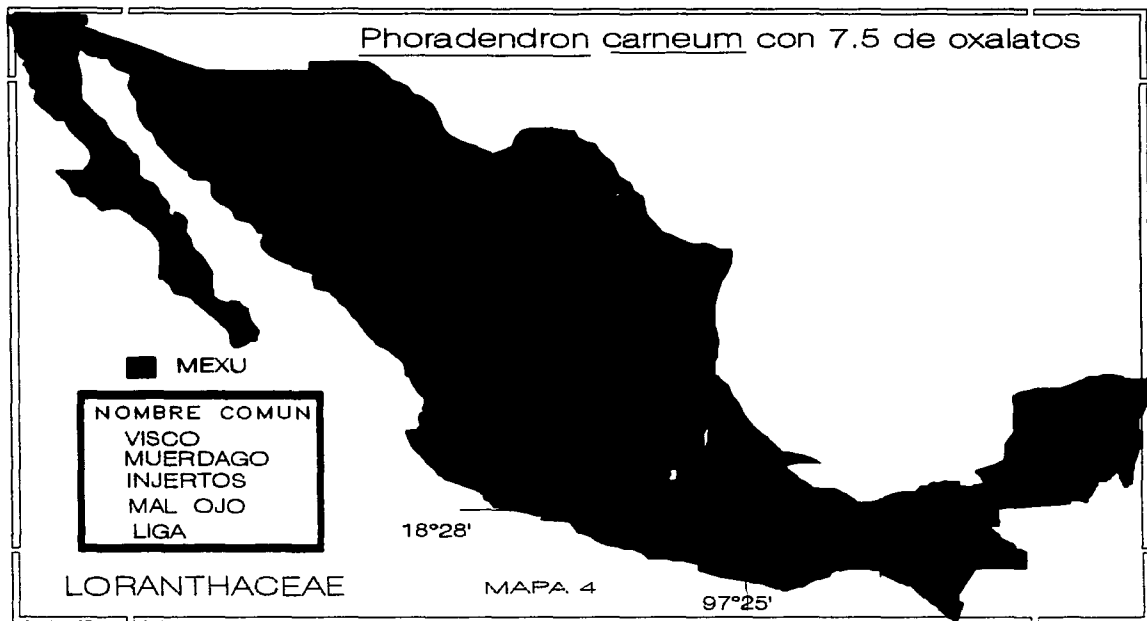 Phoradendron carneum con 7.5 de oxalatos
MEXU
NOMBRE COMUN
VISCO
MUERDAGO
INJERTOS
MAL OJO
LIGA
18°28'
LORANTHACEAE
MAPA 4
97°25'